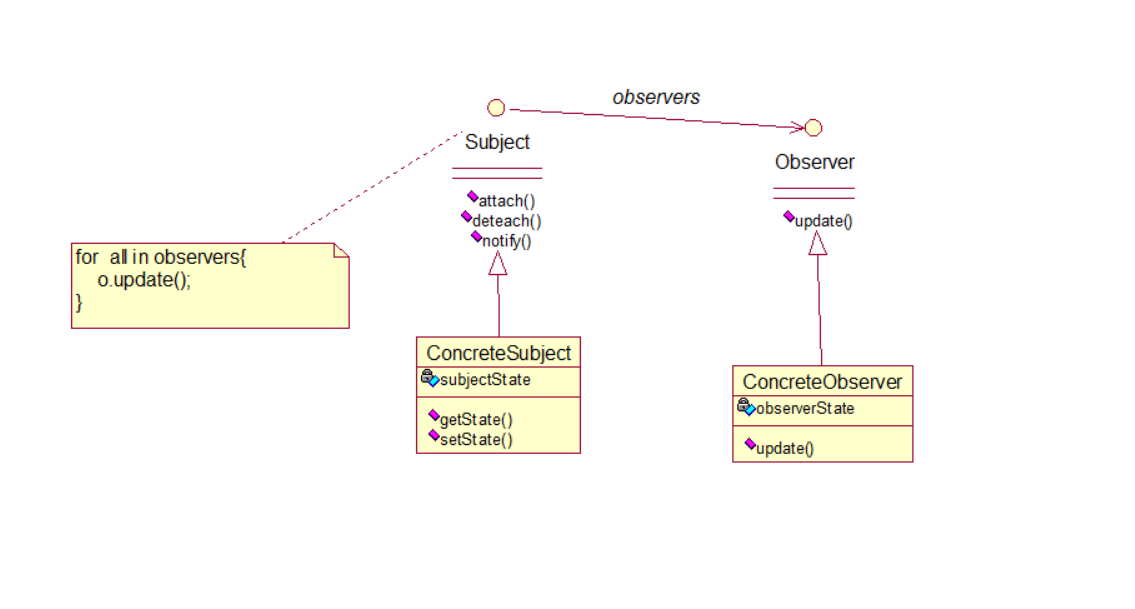 observers
Subject
attach()
deteach()
notify()
Observer
update()
for all in observers{
o.update();
}
ConcreteSubject
subjectState
getState()
setState()
ConcreteObserver
observerState
update()